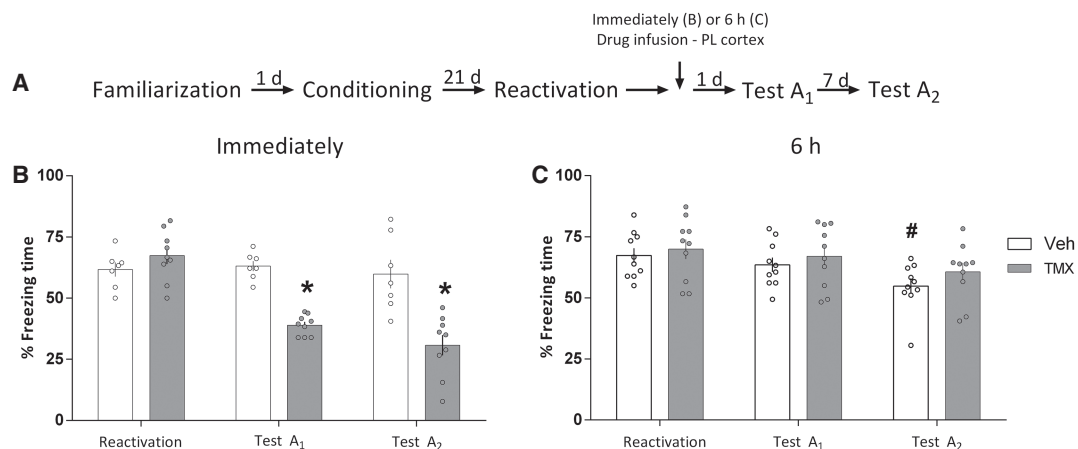 Immediately (B) or 6 h (C)
Drug infusion - PL cortex
A
Familiarization 1 d Conditioning 21 d Reactivation 1 d Test A1 7 d Test A2
Immediately
B
% Freezing time
100
75
50
25
0
* *
Reactivation Test A1 Test A2
6 h
C
% Freezing time
100
75
50
25
0
#
Reactivation Test A1 Test A2
Veh
TMX